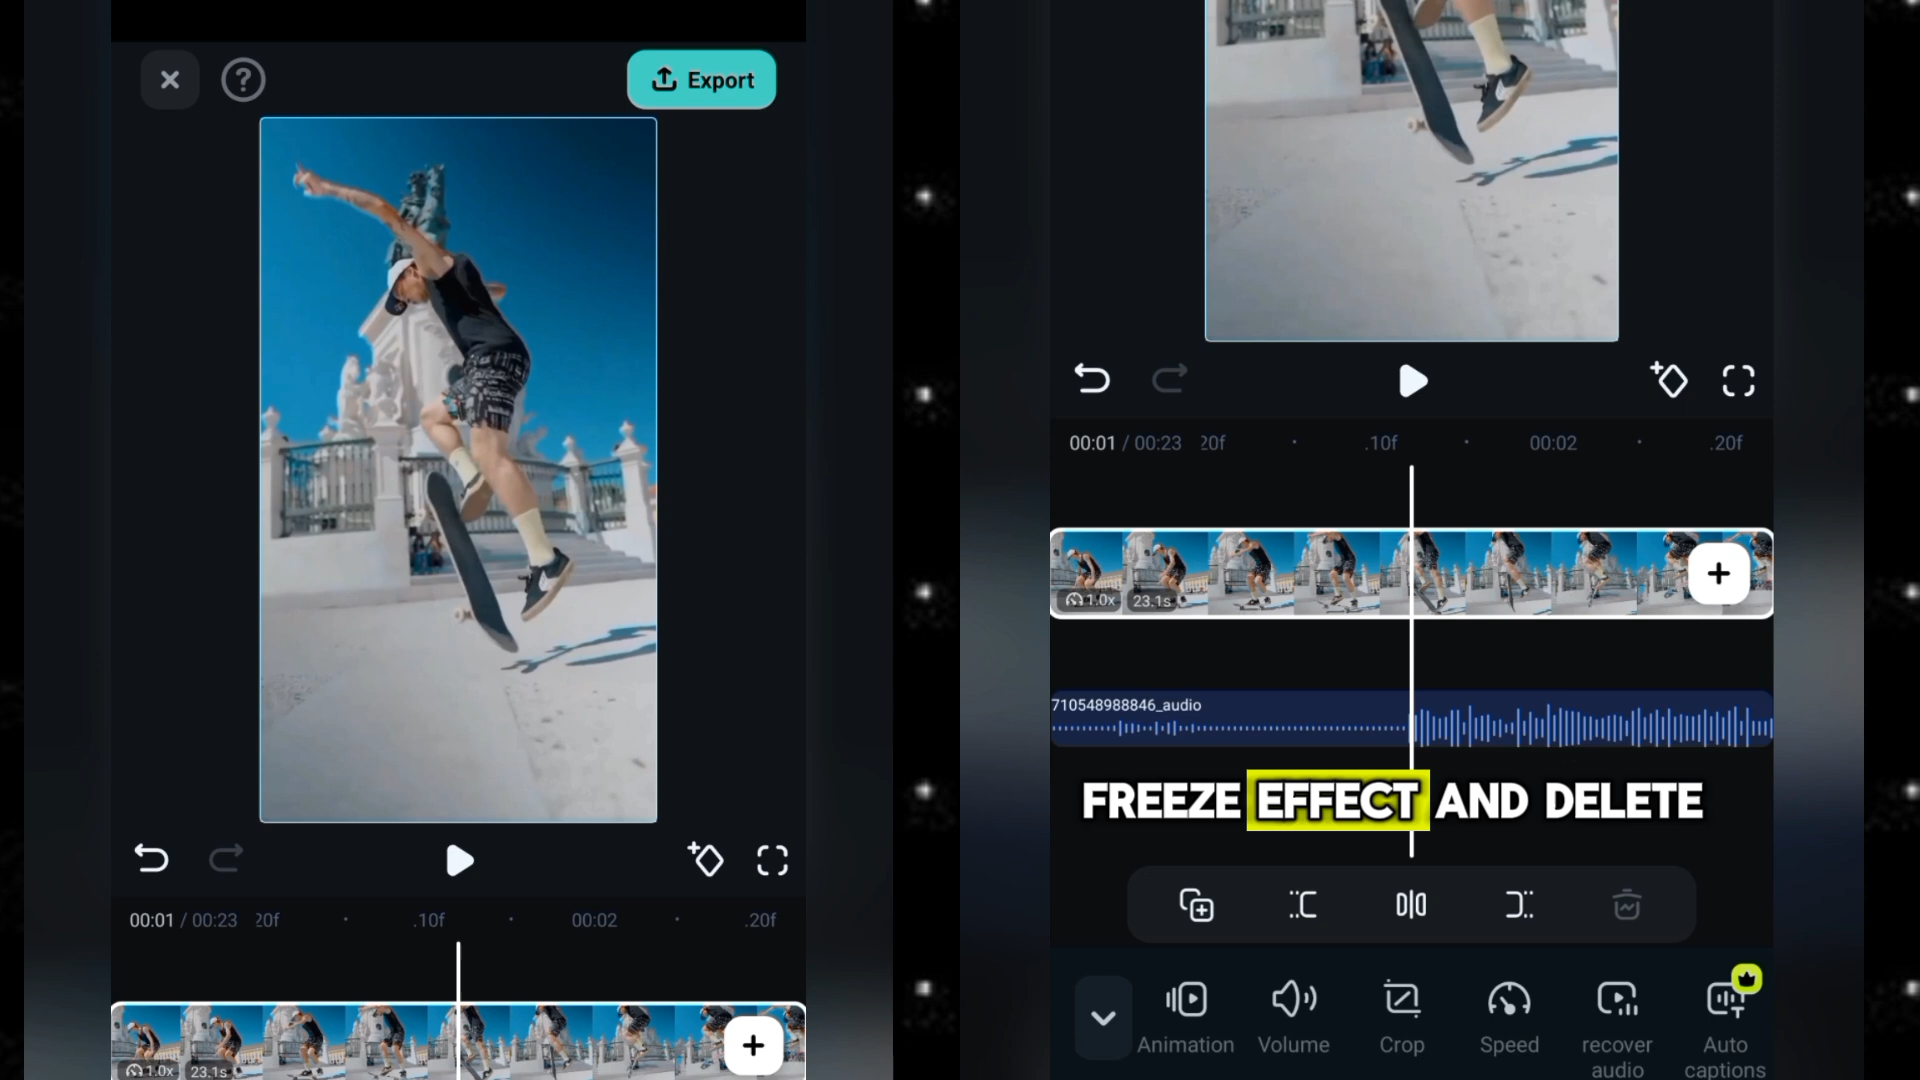 ?
Export
00:01 / 00:23 20f
.10f
00:02
.20f
1.0x
23.1s
+
00:01 / 00:23 20f
.10f
00:02
.20f
1.0x
23.1s
+
710548988846_audio
FREEZE EFFECT AND DELETE
Animation
Volume
Crop
Speed
recover
audio
Auto
captions